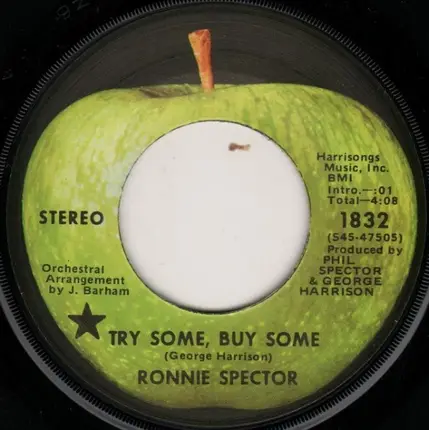 Harrisongs
Music, Inc.
BMI
Intro.—:01
Total—4:08
STEREO
1832
(S45-47505)
Produced by
PHIL
SPECTOR
& GEORGE
HARRISON
Orchestral
Arrangement
by J. Barham
TRY SOME, BUY SOME
(George Harrison)
RONNIE SPECTOR